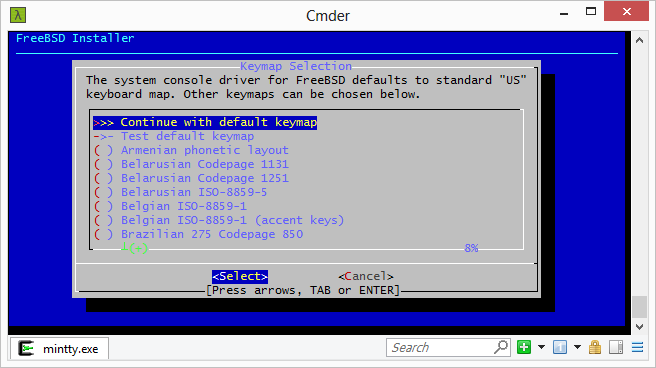 Cmder
FreeBSD Installer
Keymap Selection
The system console driver for FreeBSD defaults to standard "US"
keyboard map. Other keymaps can be chosen below.
>>> Continue with default keymap
->- Test default keymap
( ) Armenian phonetic layout
( ) Belarusian Codepage 1131
( ) Belarusian Codepage 1251
( ) Belarusian ISO-8859-5
( ) Belgian ISO-8859-1
( ) Belgian ISO-8859-1 (accent keys)
( ) Brazilian 275 Codepage 850
↓(+) 8%
<Select> <Cancel>
[Press arrows, TAB or ENTER]
mintty.exe Search